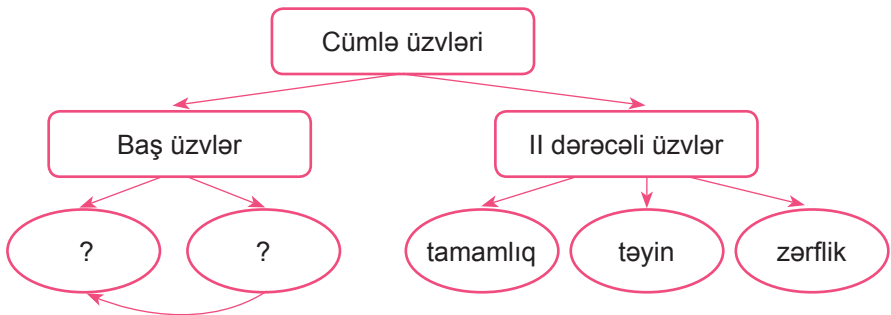 Cümlə üzvləri
Baş üzvlər
II dərəcəli üzvlər
?
?
tamamlıq
təyin
zərflik